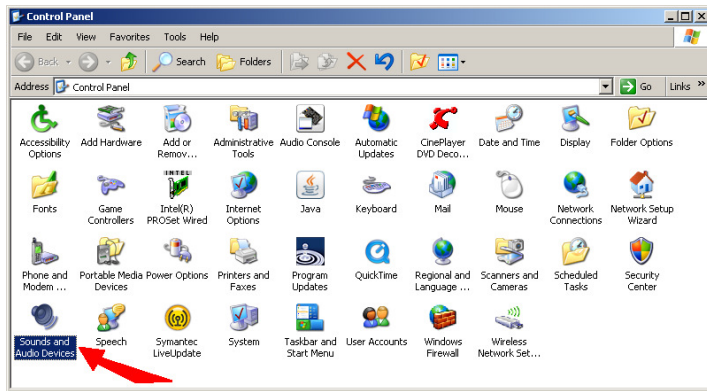 Control Panel
File Edit View Favorites Tools Help
Back Search Folders
Address Control Panel Go Links »
Accessibility Options
Add Hardware
Add or Remov...
Administrative Tools
Audio Console
Automatic Updates
CinePlayer DVD Deco...
Date and Time
Display
Folder Options
Fonts
Game Controllers
INTEL
Intel(R) PROSet Wired
Internet Options
Java
Keyboard
Mail
Mouse
Network Connections
Network Setup Wizard
Phone and Modem ...
Portable Media Devices
Power Options
Printers and Faxes
Program Updates
QuickTime
Regional and Language ...
Scanners and Cameras
Scheduled Tasks
Security Center
Sounds and Audio Devices
Speech
Symantec LiveUpdate
System
Taskbar and Start Menu
User Accounts
Windows Firewall
Wireless Network Set...